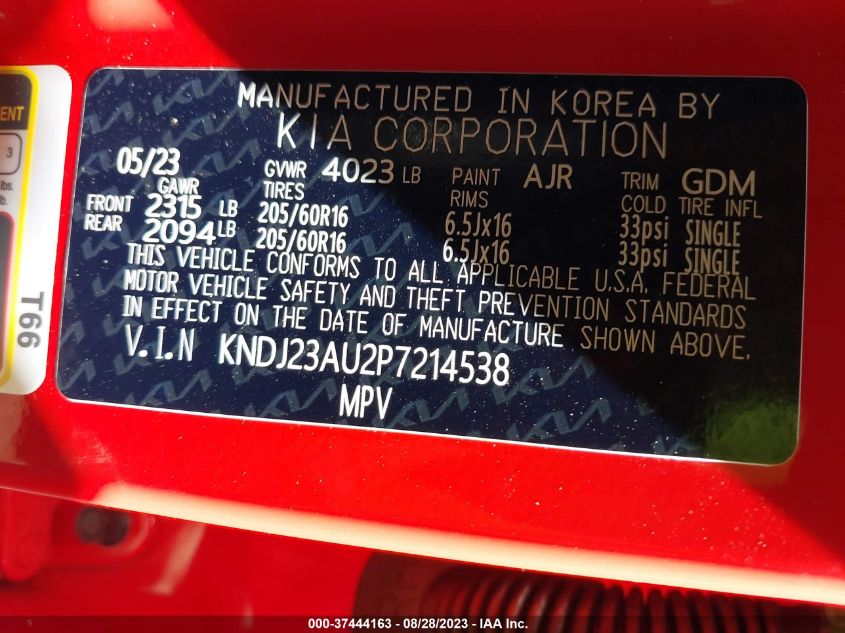 MANUFACTURED IN KOREA BY
KIA CORPORATION
05/23 GVWR 4023 LB PAINT AJR TRIM GDM
GAWR TIRES RIMS COLD TIRE INFL
FRONT 2315 LB 205/60R16 6.5Jx16 33psi SINGLE
REAR 2094 LB 205/60R16 6.5Jx16 33psi SINGLE
THIS VEHICLE CONFORMS TO ALL APPLICABLE U.S.A. FEDERAL
MOTOR VEHICLE SAFETY AND THEFT PREVENTION STANDARDS
IN EFFECT ON THE DATE OF MANUFACTURE SHOWN ABOVE.
V.I.N KNDJ23AU2P7214538
MPV
3
lbs.
lb.
T66
000-37444163 - 08/28/2023 - IAA Inc.